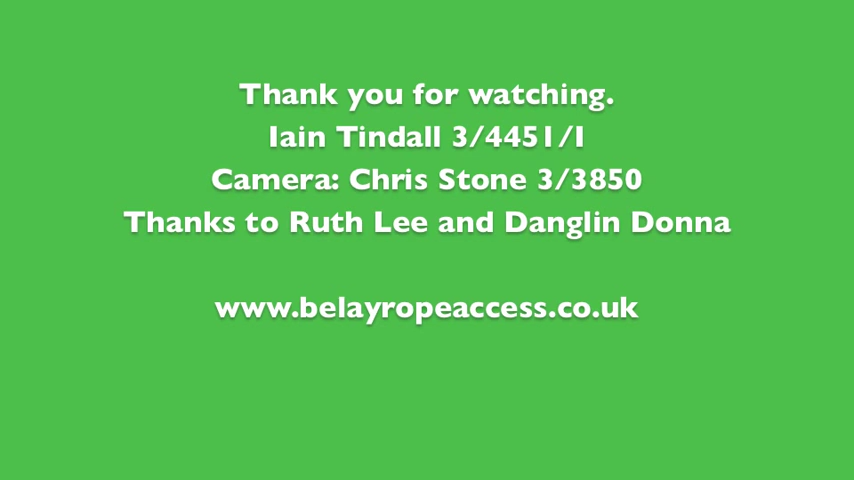 Thank you for watching.
Iain Tindall 3/4451/I
Camera: Chris Stone 3/3850
Thanks to Ruth Lee and Danglin Donna
www.belayropeaccess.co.uk